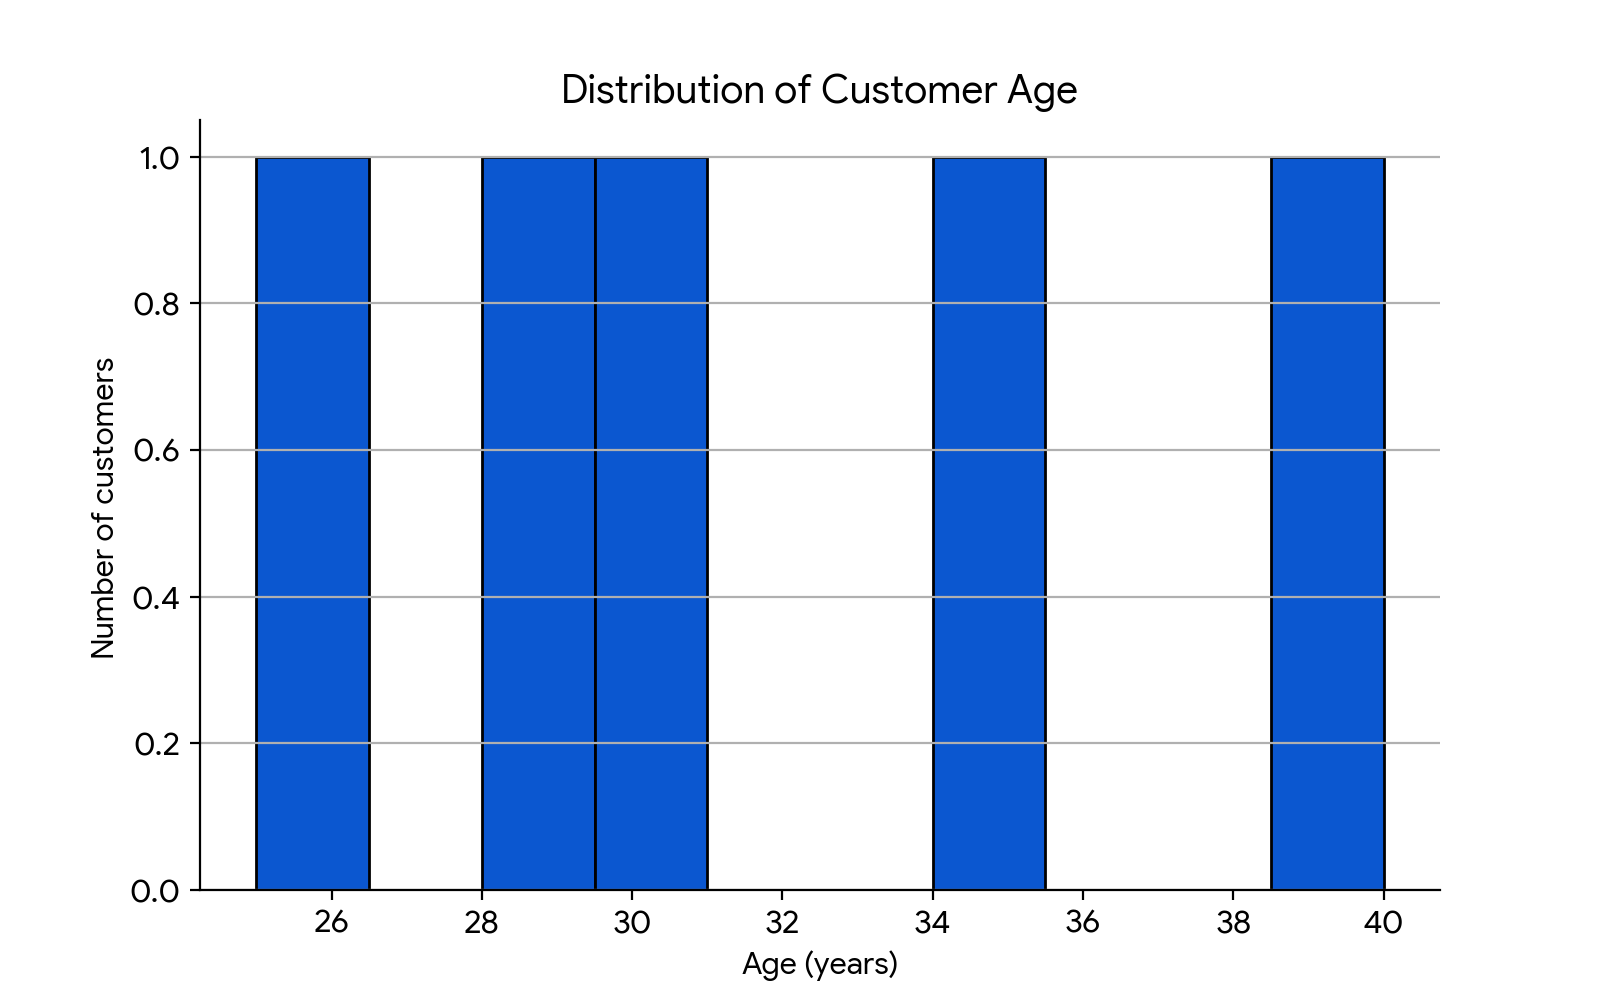 Distribution of Customer Age
1.0
0.8
0.6
0.4
0.2
0.0
Number of customers
26 28 30 32 34 36 38 40
Age (years)